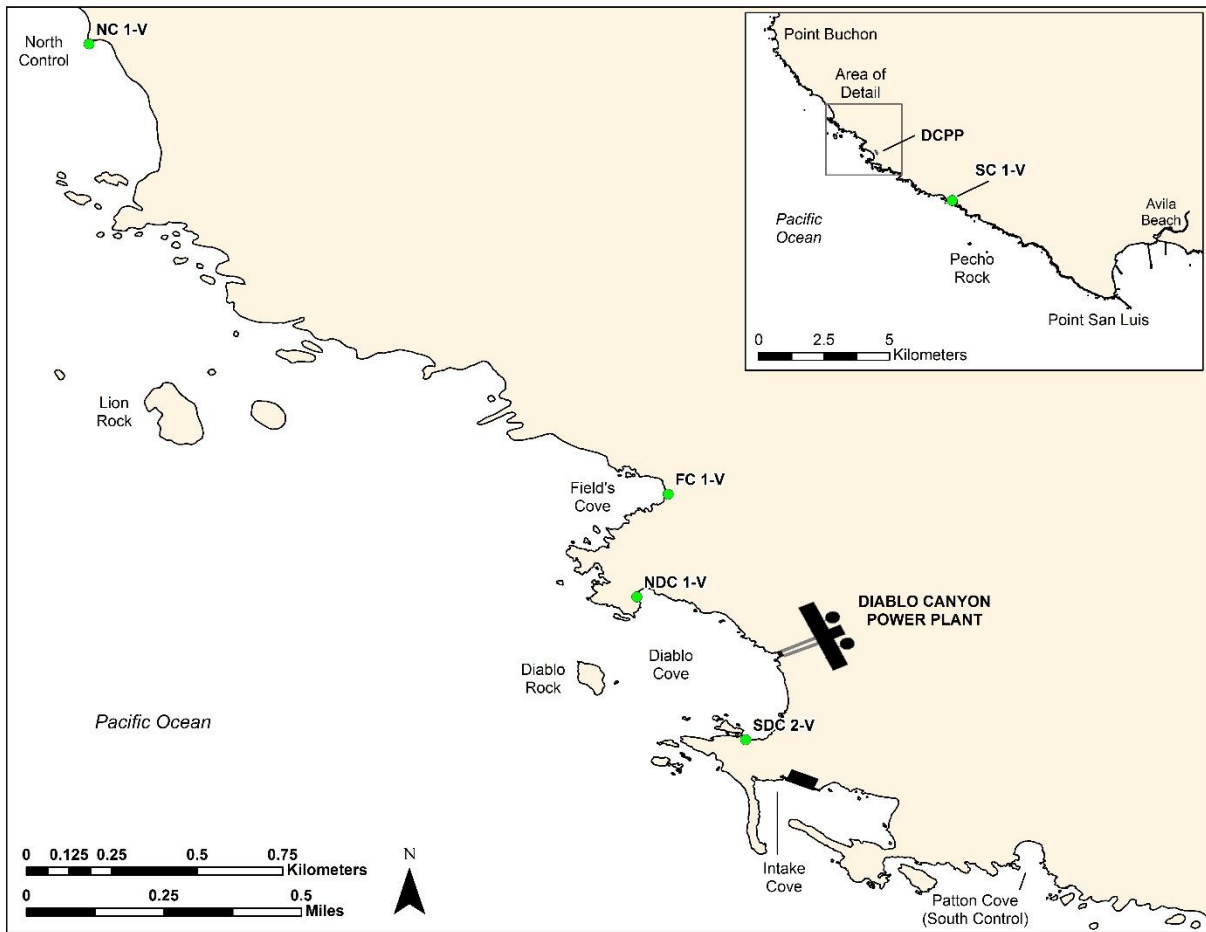 NC 1-V
North
Control
Point Buchon
Area of
Detail
DCPP
SC 1-V
Avila
Beach
Pacific
Ocean
Pecho
Rock
Point San Luis
0 2.5 5
Kilometers
Lion
Rock
FC 1-V
Field's
Cove
NDC 1-V
DIABLO CANYON
POWER PLANT
Diablo
Cove
Diablo
Rock
Pacific Ocean
SDC 2-V
0 0.125 0.25 0.5 0.75
Kilometers
0 0.25 0.5
Miles
N
Intake
Cove
Patton Cove
(South Control)